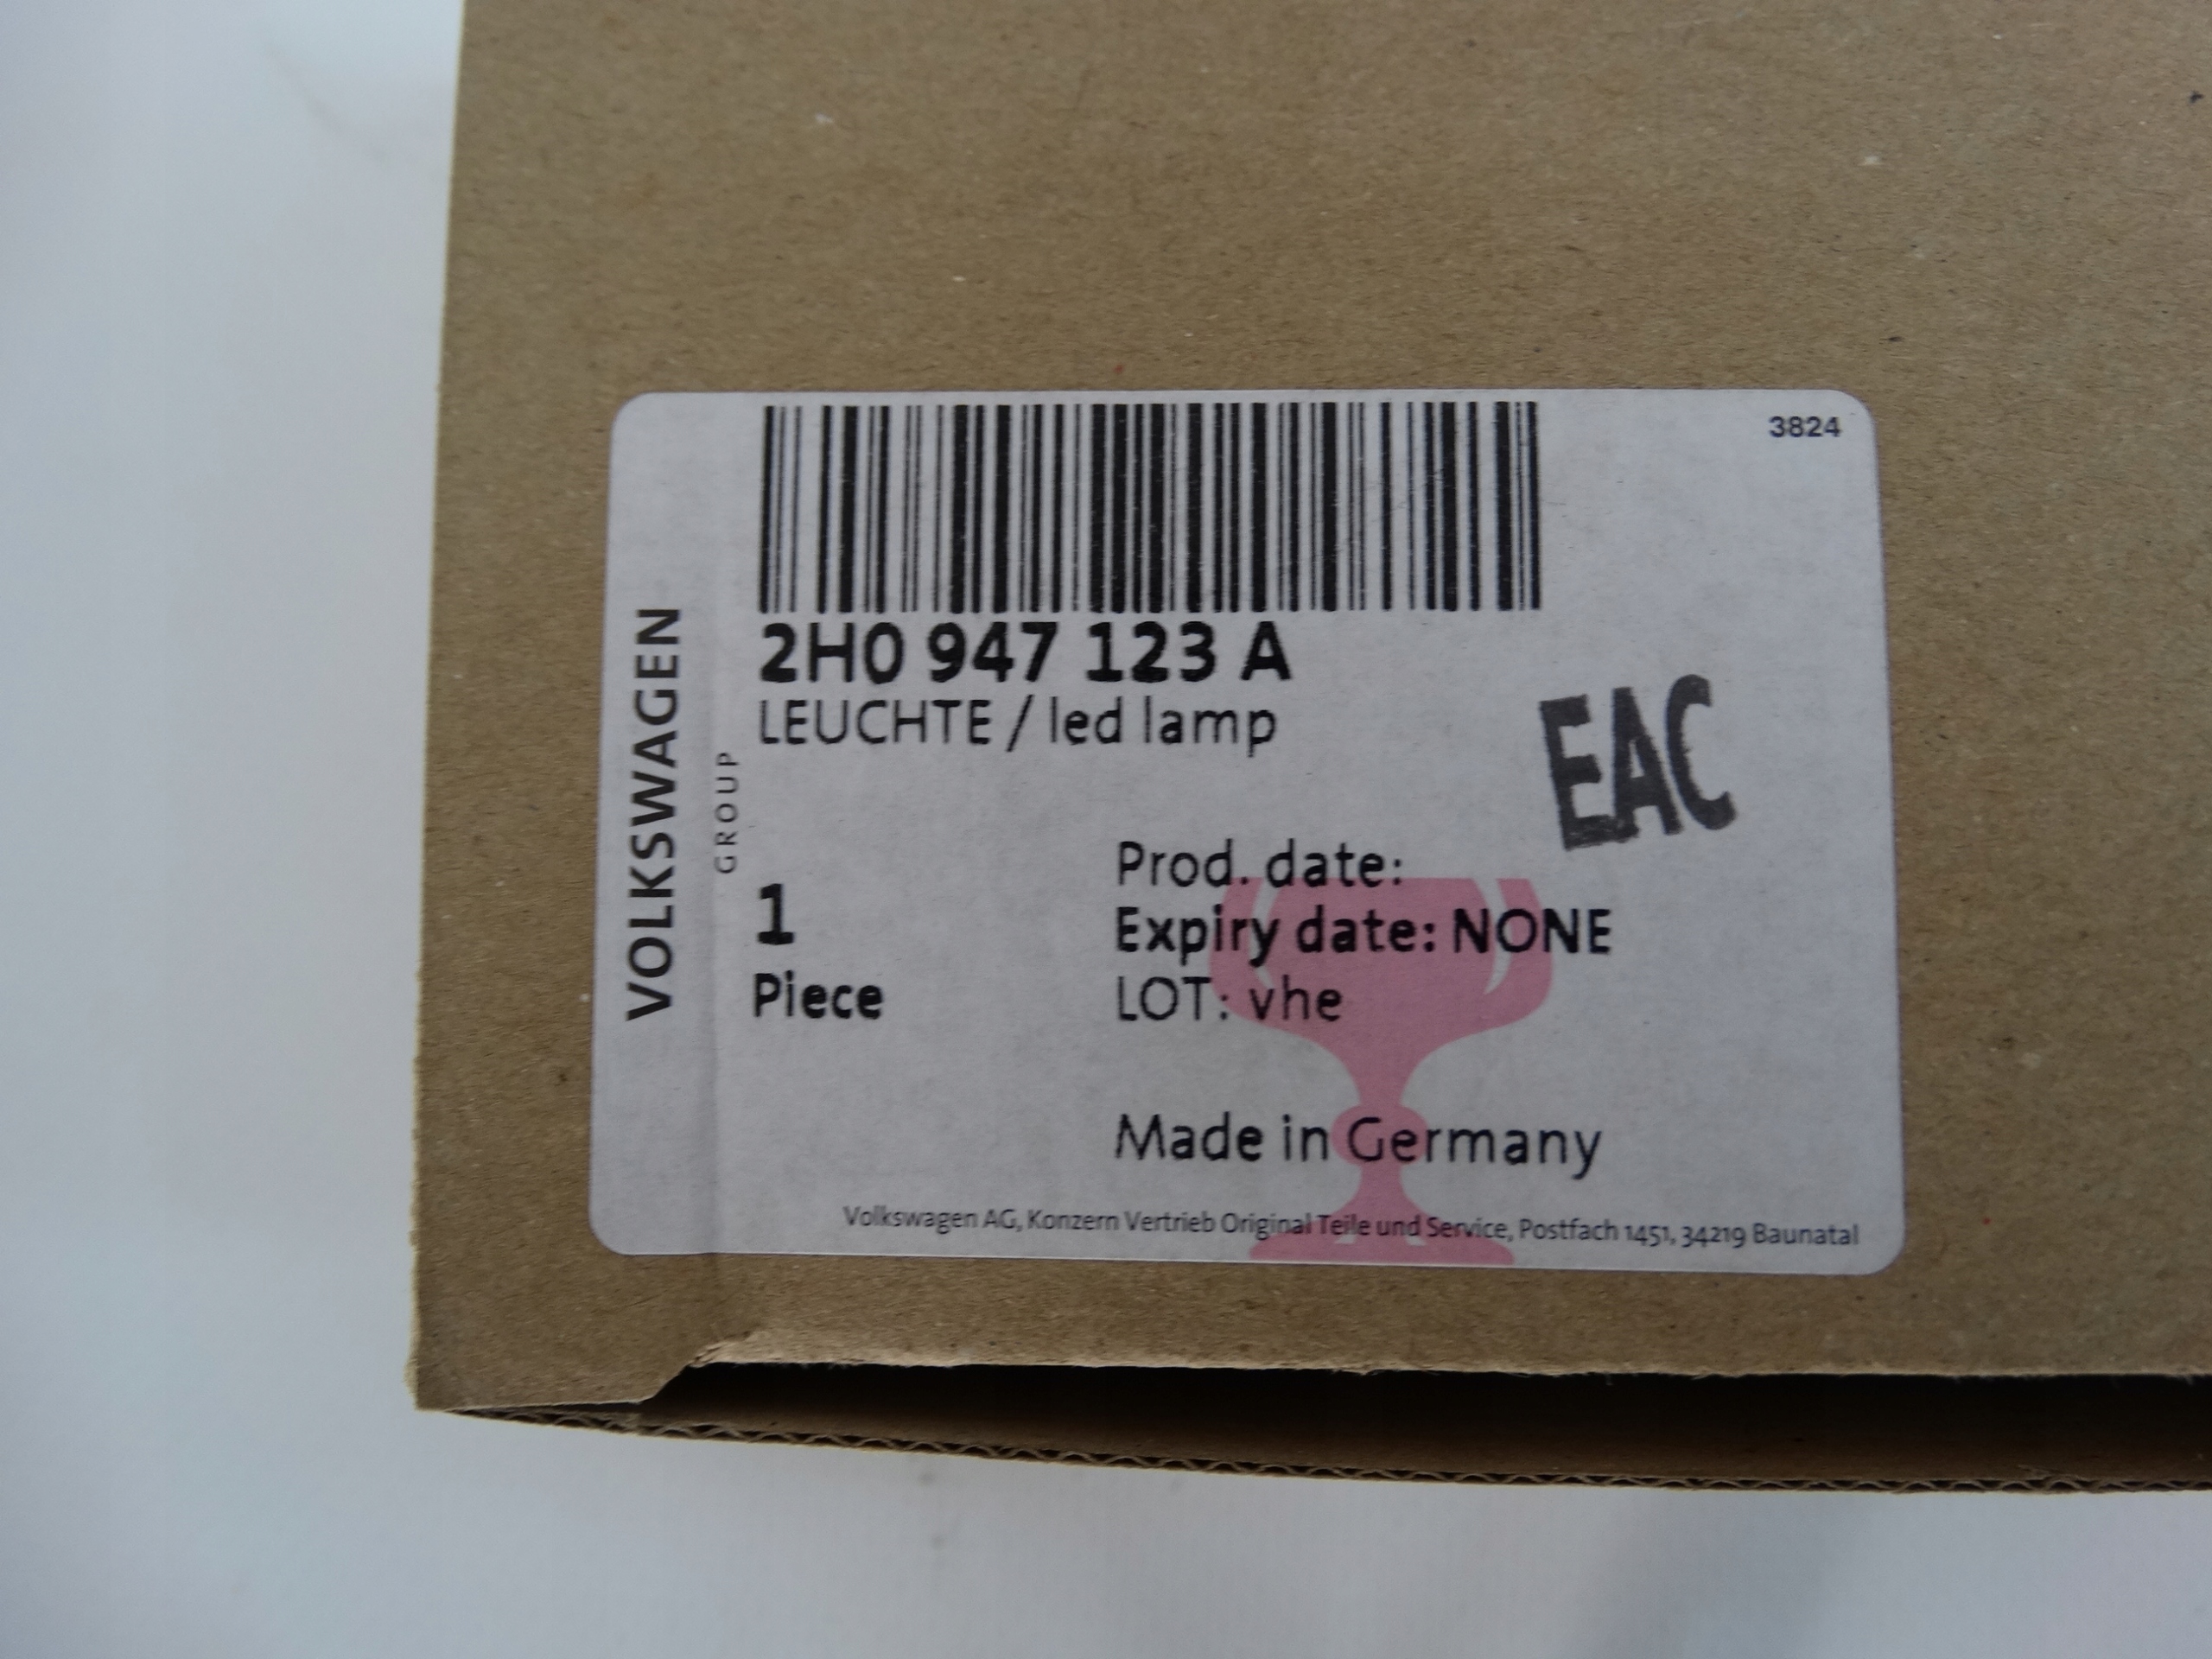 3824
2H0 947 123 A
LEUCHTE / led lamp
EAC
VOLKSWAGEN
GROUP
1
Piece
Prod. date:
Expiry date: NONE
LOT: vhe
Made in Germany
Volkswagen AG, Konzern Vertrieb Original Teile und Service, Postfach 1451, 34219 Baunatal